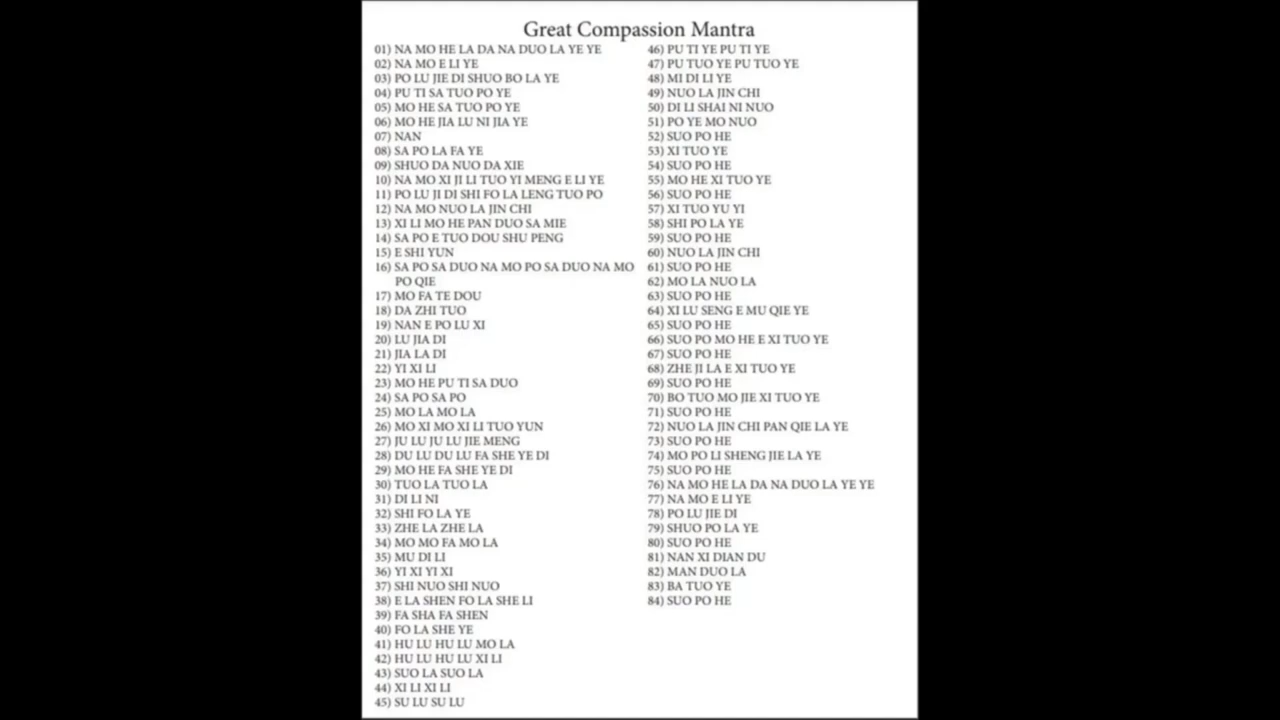 Great Compassion Mantra
01) NA MO HE LA DA NA DUO LA YE YE
02) NA MO E LI YE
03) PO LU JIE DI SHUO BO LA YE
04) PU TI SA TUO PO YE
05) MO HE SA TUO PO YE
06) MO HE JIA LU NI JIA YE
07) NAN
08) SA PO LA FA YE
09) SHUO DA NUO DA XIE
10) NA MO XI JI LI TUO YI MENG E LI YE
11) PO LU JI DI SHI FO LA LENG TUO PO
12) NA MO NUO LA JIN CHI
13) XI LI MO HE PAN DUO SA MIE
14) SA PO E TUO DOU SHU PENG
15) E SHI YUN
16) SA PO SA DUO NA MO PO SA DUO NA MO
PO QIE
17) MO FA TE DOU
18) DA ZHI TUO
19) NAN E PO LU XI
20) LU JIA DI
21) JIA LA DI
22) YI XI LI
23) MO HE PU TI SA DUO
24) SA PO SA PO
25) MO LA MO LA
26) MO XI MO XI LI TUO YUN
27) JU LU JU LU JIE MENG
28) DU LU DU LU FA SHE YE DI
29) MO HE FA SHE YE DI
30) TUO LA TUO LA
31) DI LI NI
32) SHI FO LA YE
33) ZHE LA ZHE LA
34) MO MO FA MO LA
35) MU DI LI
36) YI XI YI XI
37) SHI NUO SHI NUO
38) E LA SHEN FO LA SHE LI
39) FA SHA FA SHEN
40) FO LA SHE YE
41) HU LU HU LU MO LA
42) HU LU HU LU XI LI
43) SUO LA SUO LA
44) XI LI XI LI
45) SU LU SU LU
46) PU TI YE PU TI YE
47) PU TUO YE PU TUO YE
48) MI DI LI YE
49) NUO LA JIN CHI
50) DI LI SHAI NI NUO
51) PO YE MO NUO
52) SUO PO HE
53) XI TUO YE
54) SUO PO HE
55) MO HE XI TUO YE
56) SUO PO HE
57) XI TUO YU YI
58) SHI PO LA YE
59) SUO PO HE
60) NUO LA JIN CHI
61) SUO PO HE
62) MO LA NUO LA
63) SUO PO HE
64) XI LU SENG E MU QIE YE
65) SUO PO HE
66) SUO PO MO HE E XI TUO YE
67) SUO PO HE
68) ZHE JI LA E XI TUO YE
69) SUO PO HE
70) BO TUO MO JIE XI TUO YE
71) SUO PO HE
72) NUO LA JIN CHI PAN QIE LA YE
73) SUO PO HE
74) MO PO LI SHENG JIE LA YE
75) SUO PO HE
76) NA MO HE LA DA NA DUO LA YE YE
77) NA MO E LI YE
78) PO LU JIE DI
79) SHUO PO LA YE
80) SUO PO HE
81) NAN XI DIAN DU
82) MAN DUO LA
83) BA TUO YE
84) SUO PO HE